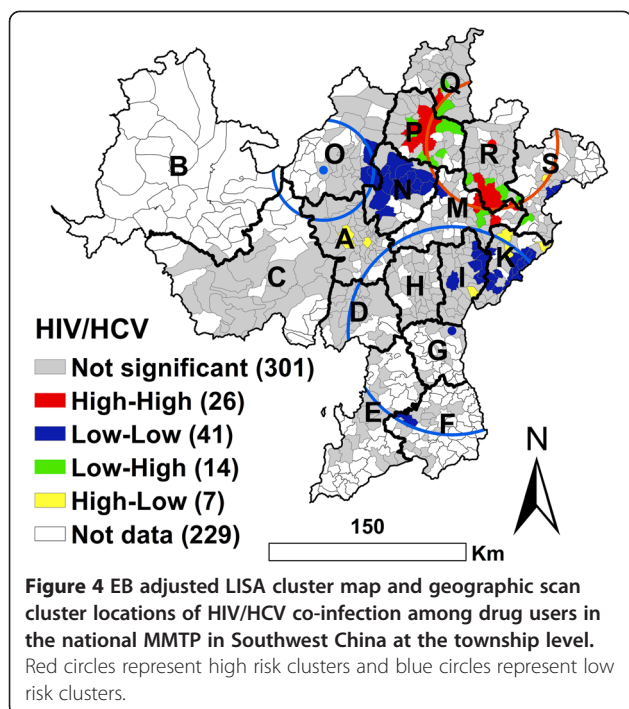 Q
P
R
S
O
B
N
M
A
K
C
H
I
D
G
E
F
HIV/HCV
Not significant (301)
High-High (26)
Low-Low (41)
Low-High (14)
High-Low (7)
Not data (229)
N
150
Km
Figure 4 EB adjusted LISA cluster map and geographic scan
cluster locations of HIV/HCV co-infection among drug users in
the national MMTP in Southwest China at the township level.
Red circles represent high risk clusters and blue circles represent low
risk clusters.